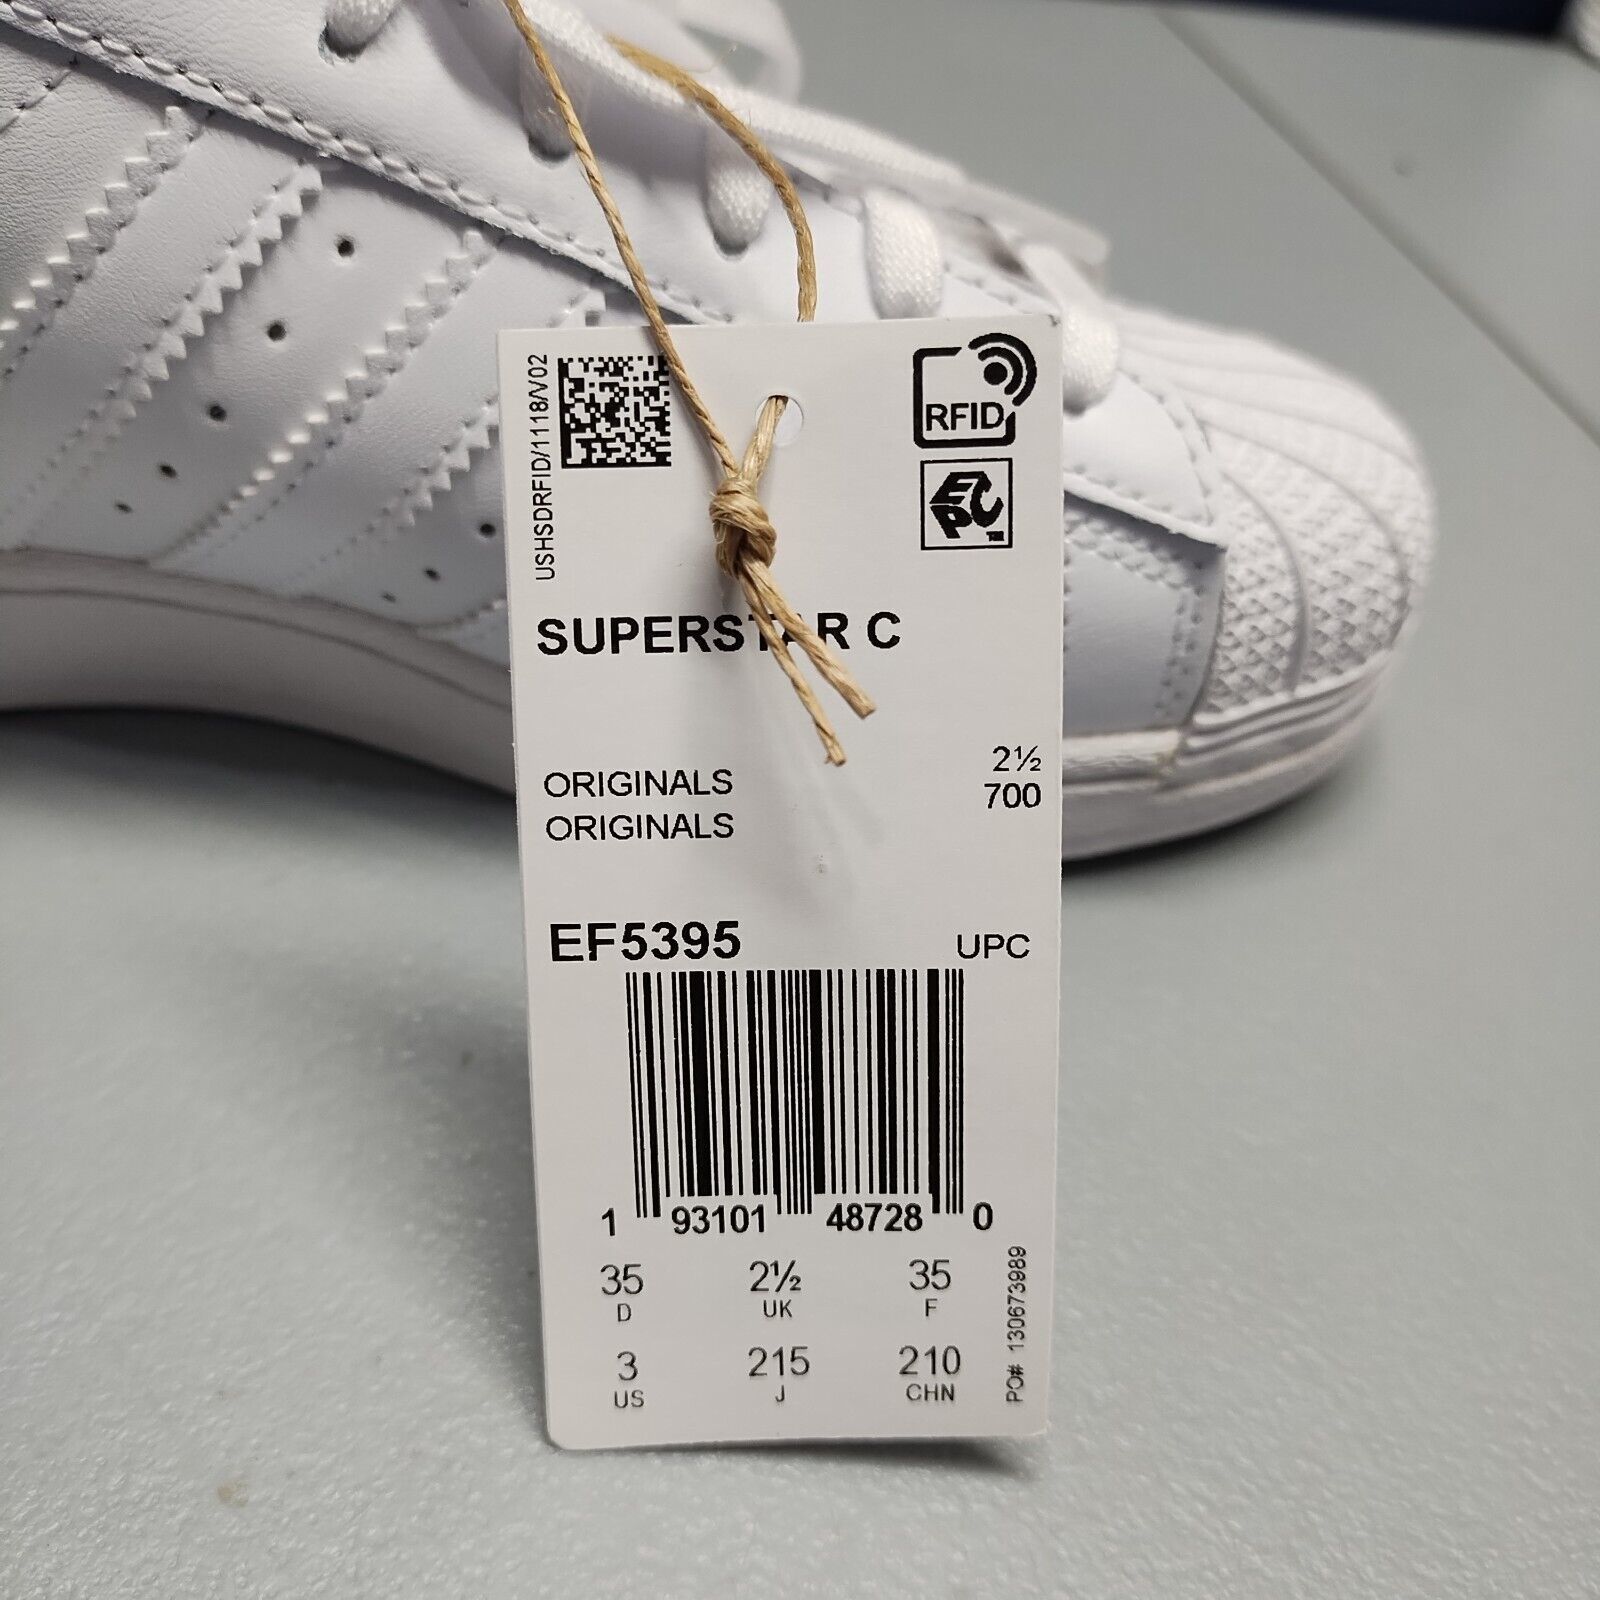 USHSDRFID/1118/V02
RFID
EPC™
SUPERSTAR C
2½
ORIGINALS
700
ORIGINALS
EF5395 UPC
1 93101 48728 0
35 2½ 35
D UK F
3 215 210
US J CHN
PO# 130673989